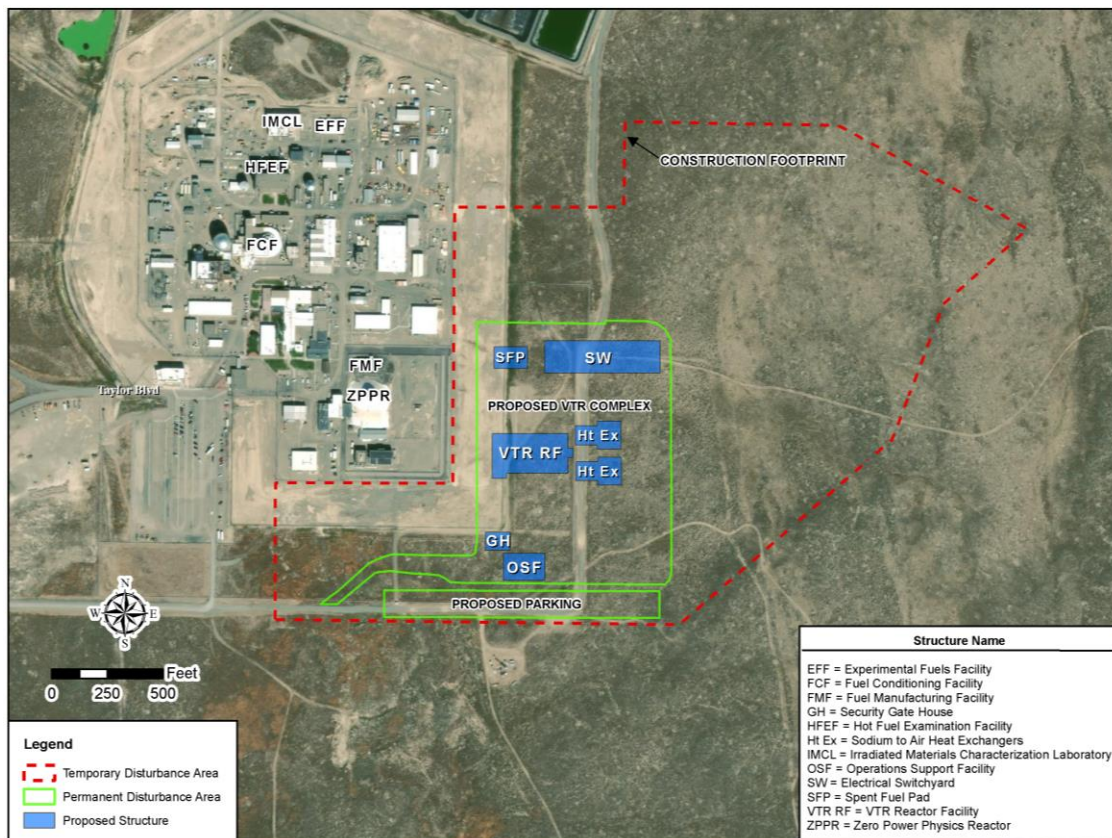 CONSTRUCTION FOOTPRINT
IMCL
EFF
HFEF
FCF
FMF
ZPPR
Taylor Blvd
SFP
SW
PROPOSED VTR COMPLEX
VTR RF
Ht Ex
Ht Ex
GH
OSF
PROPOSED PARKING
N
W E
S
Feet
0 250 500
Legend
Temporary Disturbance Area
Permanent Disturbance Area
Proposed Structure
Structure Name
EFF = Experimental Fuels Facility
FCF = Fuel Conditioning Facility
FMF = Fuel Manufacturing Facility
GH = Security Gate House
HFEF = Hot Fuel Examination Facility
Ht Ex = Sodium to Air Heat Exchangers
IMCL = Irradiated Materials Characterization Laboratory
OSF = Operations Support Facility
SW = Electrical Switchyard
SFP = Spent Fuel Pad
VTR RF = VTR Reactor Facility
ZPPR = Zero Power Physics Reactor